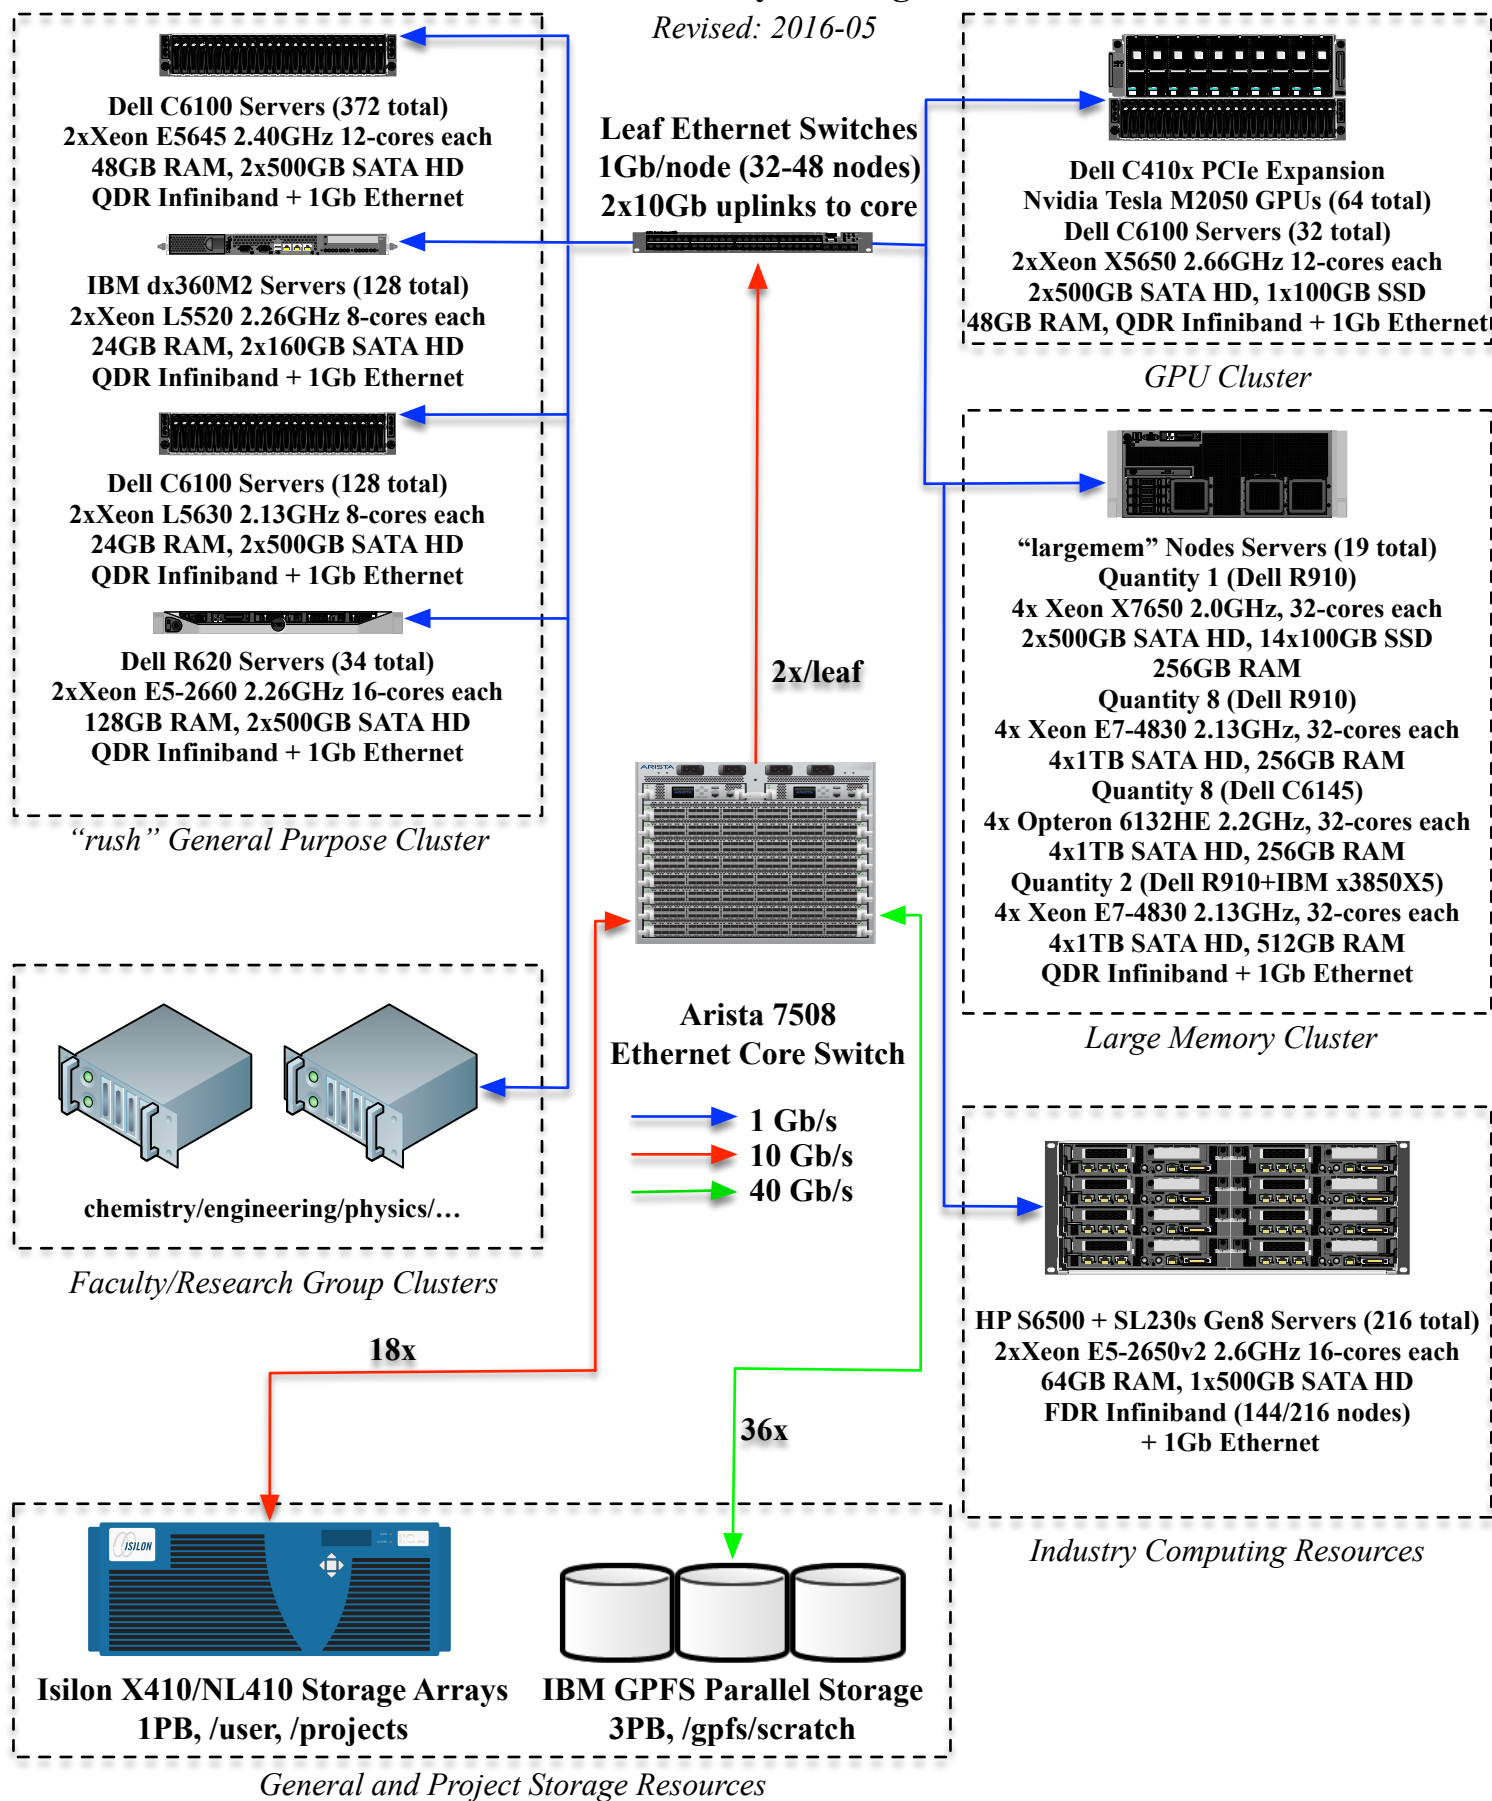 Revised: 2016-05
Dell C6100 Servers (372 total)
2xXeon E5645 2.40GHz 12-cores each
48GB RAM, 2x500GB SATA HD
QDR Infiniband + 1Gb Ethernet
IBM dx360M2 Servers (128 total)
2xXeon L5520 2.26GHz 8-cores each
24GB RAM, 2x160GB SATA HD
QDR Infiniband + 1Gb Ethernet
Dell C6100 Servers (128 total)
2xXeon L5630 2.13GHz 8-cores each
24GB RAM, 2x500GB SATA HD
QDR Infiniband + 1Gb Ethernet
Dell R620 Servers (34 total)
2xXeon E5-2660 2.26GHz 16-cores each
128GB RAM, 2x500GB SATA HD
QDR Infiniband + 1Gb Ethernet
“rush” General Purpose Cluster
Leaf Ethernet Switches
1Gb/node (32-48 nodes)
2x10Gb uplinks to core
2x/leaf
ARISTA
Arista 7508
Ethernet Core Switch
1 Gb/s
10 Gb/s
40 Gb/s
Dell C410x PCIe Expansion
Nvidia Tesla M2050 GPUs (64 total)
Dell C6100 Servers (32 total)
2xXeon X5650 2.66GHz 12-cores each
2x500GB SATA HD, 1x100GB SSD
48GB RAM, QDR Infiniband + 1Gb Ethernet
GPU Cluster
“largemem” Nodes Servers (19 total)
Quantity 1 (Dell R910)
4x Xeon X7650 2.0GHz, 32-cores each
2x500GB SATA HD, 14x100GB SSD
256GB RAM
Quantity 8 (Dell R910)
4x Xeon E7-4830 2.13GHz, 32-cores each
4x1TB SATA HD, 256GB RAM
Quantity 8 (Dell C6145)
4x Opteron 6132HE 2.2GHz, 32-cores each
4x1TB SATA HD, 256GB RAM
Quantity 2 (Dell R910+IBM x3850X5)
4x Xeon E7-4830 2.13GHz, 32-cores each
4x1TB SATA HD, 512GB RAM
QDR Infiniband + 1Gb Ethernet
Large Memory Cluster
chemistry/engineering/physics/…
Faculty/Research Group Clusters
HP S6500 + SL230s Gen8 Servers (216 total)
2xXeon E5-2650v2 2.6GHz 16-cores each
64GB RAM, 1x500GB SATA HD
FDR Infiniband (144/216 nodes)
+ 1Gb Ethernet
Industry Computing Resources
18x
36x
ISILON
Isilon X410/NL410 Storage Arrays
1PB, /user, /projects
IBM GPFS Parallel Storage
3PB, /gpfs/scratch
General and Project Storage Resources